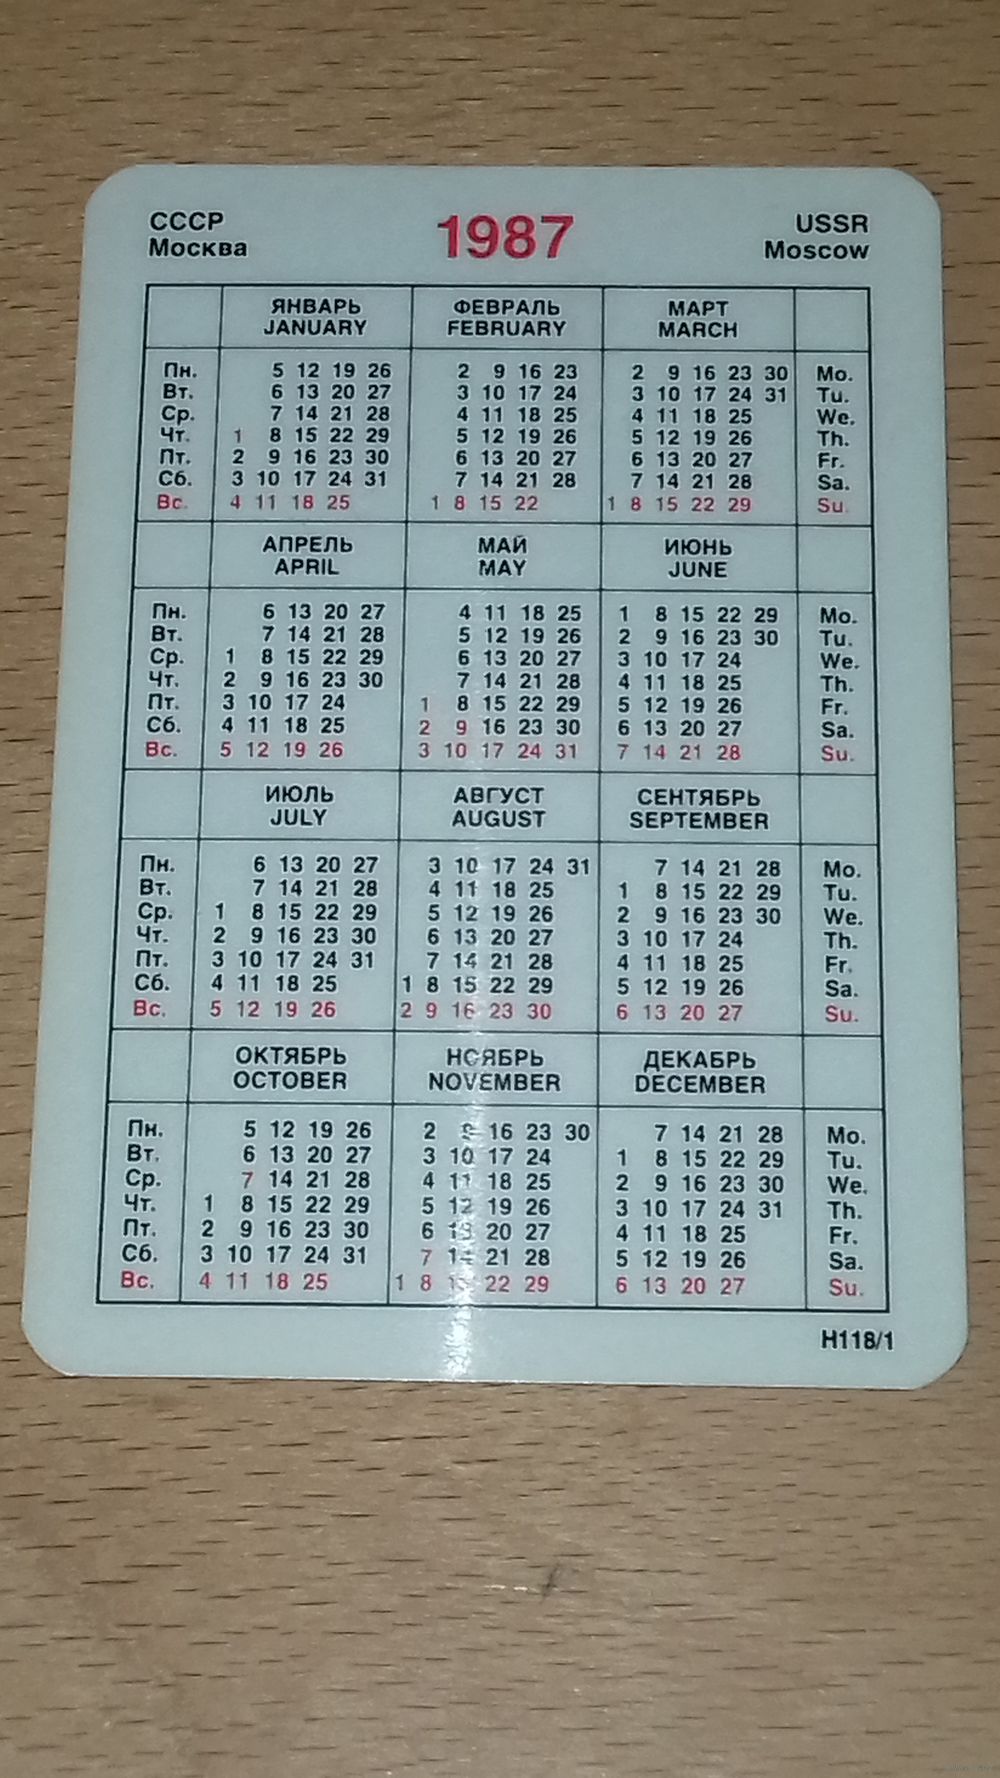 СССР 1987 USSR
Москва Moscow
ЯНВАРЬ ФЕВРАЛЬ МАРТ
JANUARY FEBRUARY MARCH
Пн. 5 12 19 26 2 9 16 23 2 9 16 23 30 Mo.
Вт. 6 13 20 27 3 10 17 24 3 10 17 24 31 Tu.
Ср. 7 14 21 28 4 11 18 25 4 11 18 25 We.
Чт. 1 8 15 22 29 5 12 19 26 5 12 19 26 Th.
Пт. 2 9 16 23 30 6 13 20 27 6 13 20 27 Fr.
Сб. 3 10 17 24 31 7 14 21 28 7 14 21 28 Sa.
Вс. 4 11 18 25 1 8 15 22 1 8 15 22 29 Su.
АПРЕЛЬ МАЙ ИЮНЬ
APRIL MAY JUNE
Пн. 6 13 20 27 4 11 18 25 1 8 15 22 29 Mo.
Вт. 7 14 21 28 5 12 19 26 2 9 16 23 30 Tu.
Ср. 1 8 15 22 29 6 13 20 27 3 10 17 24 We.
Чт. 2 9 16 23 30 7 14 21 28 4 11 18 25 Th.
Пт. 3 10 17 24 1 8 15 22 29 5 12 19 26 Fr.
Сб. 4 11 18 25 2 9 16 23 30 6 13 20 27 Sa.
Вс. 5 12 19 26 3 10 17 24 31 7 14 21 28 Su.
ИЮЛЬ АВГУСТ СЕНТЯБРЬ
JULY AUGUST SEPTEMBER
Пн. 6 13 20 27 3 10 17 24 31 7 14 21 28 Mo.
Вт. 7 14 21 28 4 11 18 25 1 8 15 22 29 Tu.
Ср. 1 8 15 22 29 5 12 19 26 2 9 16 23 30 We.
Чт. 2 9 16 23 30 6 13 20 27 3 10 17 24 Th.
Пт. 3 10 17 24 31 7 14 21 28 4 11 18 25 Fr.
Сб. 4 11 18 25 1 8 15 22 29 5 12 19 26 Sa.
Вс. 5 12 19 26 2 9 16 23 30 6 13 20 27 Su.
ОКТЯБРЬ НОЯБРЬ ДЕКАБРЬ
OCTOBER NOVEMBER DECEMBER
Пн. 5 12 19 26 2 9 16 23 30 7 14 21 28 Mo.
Вт. 6 13 20 27 3 10 17 24 1 8 15 22 29 Tu.
Ср. 7 14 21 28 4 11 18 25 2 9 16 23 30 We.
Чт. 1 8 15 22 29 5 12 19 26 3 10 17 24 31 Th.
Пт. 2 9 16 23 30 6 13 20 27 4 11 18 25 Fr.
Сб. 3 10 17 24 31 7 14 21 28 5 12 19 26 Sa.
Вс. 4 11 18 25 1 8 15 22 29 6 13 20 27 Su.
Н118/1